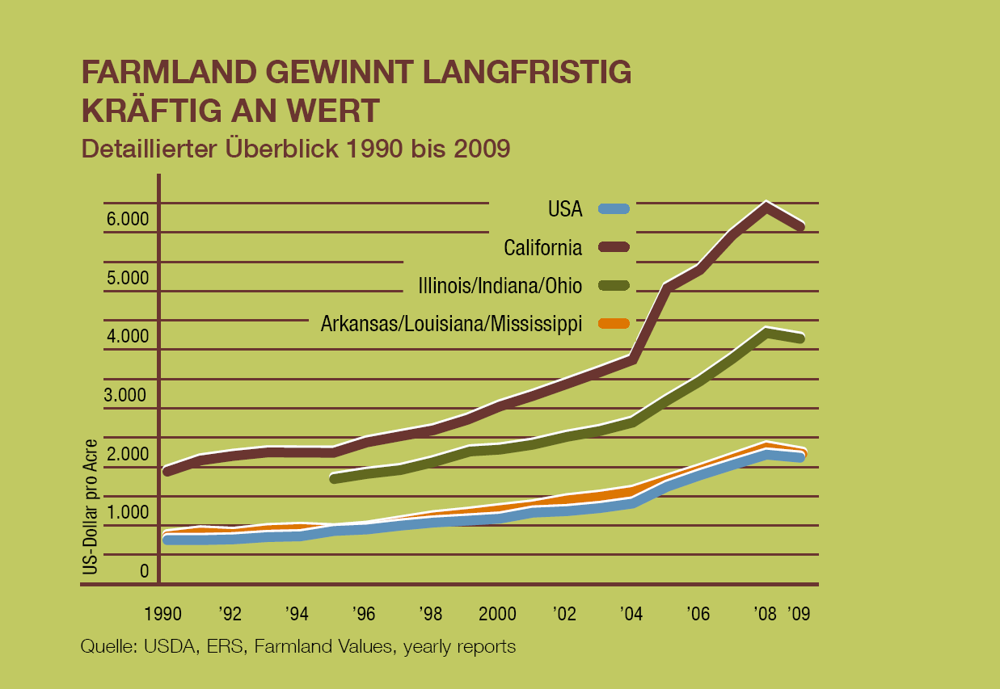 FARMLAND GEWINNT LANGFRISTIG
KRÄFTIG AN WERT
Detaillierter Überblick 1990 bis 2009
USA
California
Illinois/Indiana/Ohio
Arkansas/Louisiana/Mississippi
6.000
5.000
4.000
3.000
2.000
1.000
0
US-Dollar pro Acre
1990 ’92 ’94 ’96 ’98 2000 ’02 ’04 ’06 ’08 ’09
Quelle: USDA, ERS, Farmland Values, yearly reports